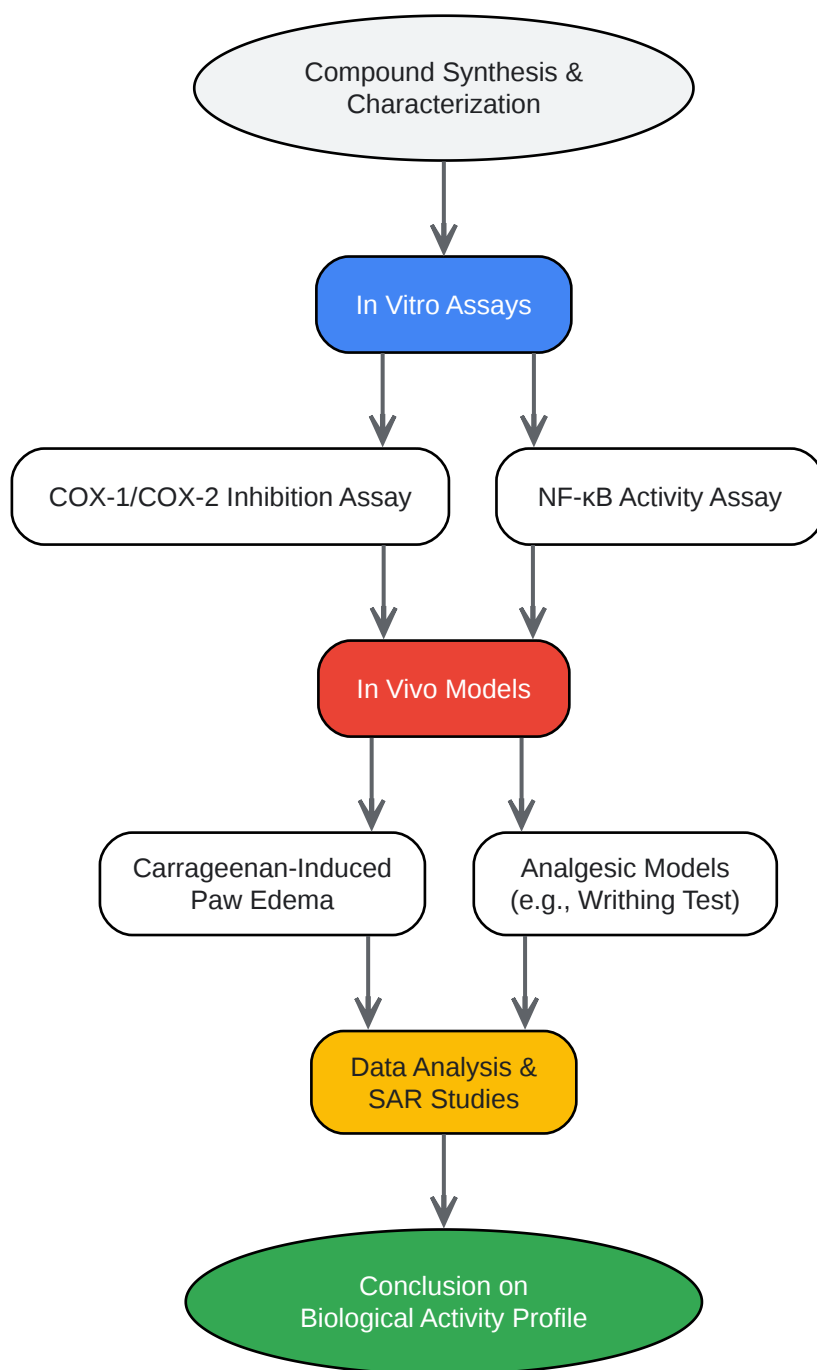 Compound Synthesis &
Characterization
In Vitro Assays
COX-1/COX-2 Inhibition Assay
NF-κB Activity Assay
In Vivo Models
Carrageenan-Induced
Paw Edema
Analgesic Models
(e.g., Writhing Test)
Data Analysis &
SAR Studies
Conclusion on
Biological Activity Profile